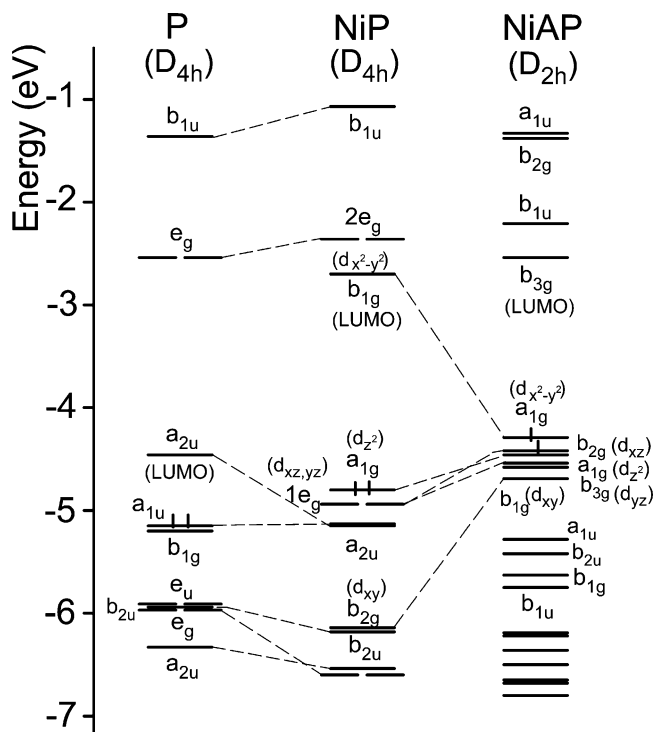 P NiP NiAP
(D4h) (D4h) (D2h)
Energy (eV)
-1
-2
-3
-4
-5
-6
-7
b1u
eg
a2u
(LUMO)
a1u
b1g
eu
b2u
eg
a2u
b1u
2eg
(dx²-y²)
b1g
(LUMO)
(dz²)
(dxz,yz)
a1g
1eg
a2u
(dxy)
b2g
b2u
a1u
b2g
b1u
b3g
(LUMO)
(dx²-y²)
a1g
b2g (dxz)
a1g (dz²)
b3g (dyz)
b1g (dxy)
a1u
b2u
b1g
b1u